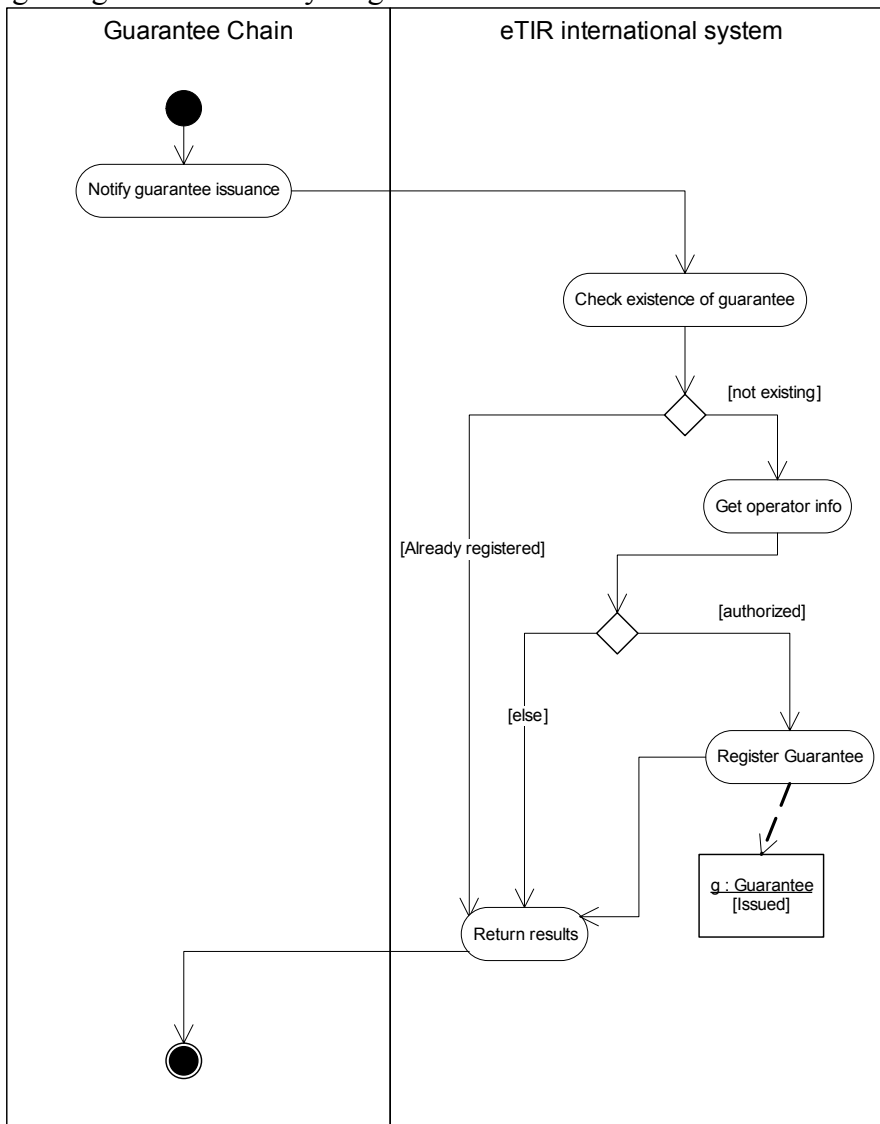 Guarantee Chain
eTIR international system
Notify guarantee issuance
Check existence of guarantee
[not existing]
Get operator info
[Already registered]
[authorized]
[else]
Register Guarantee
g : Guarantee
[Issued]
Return results